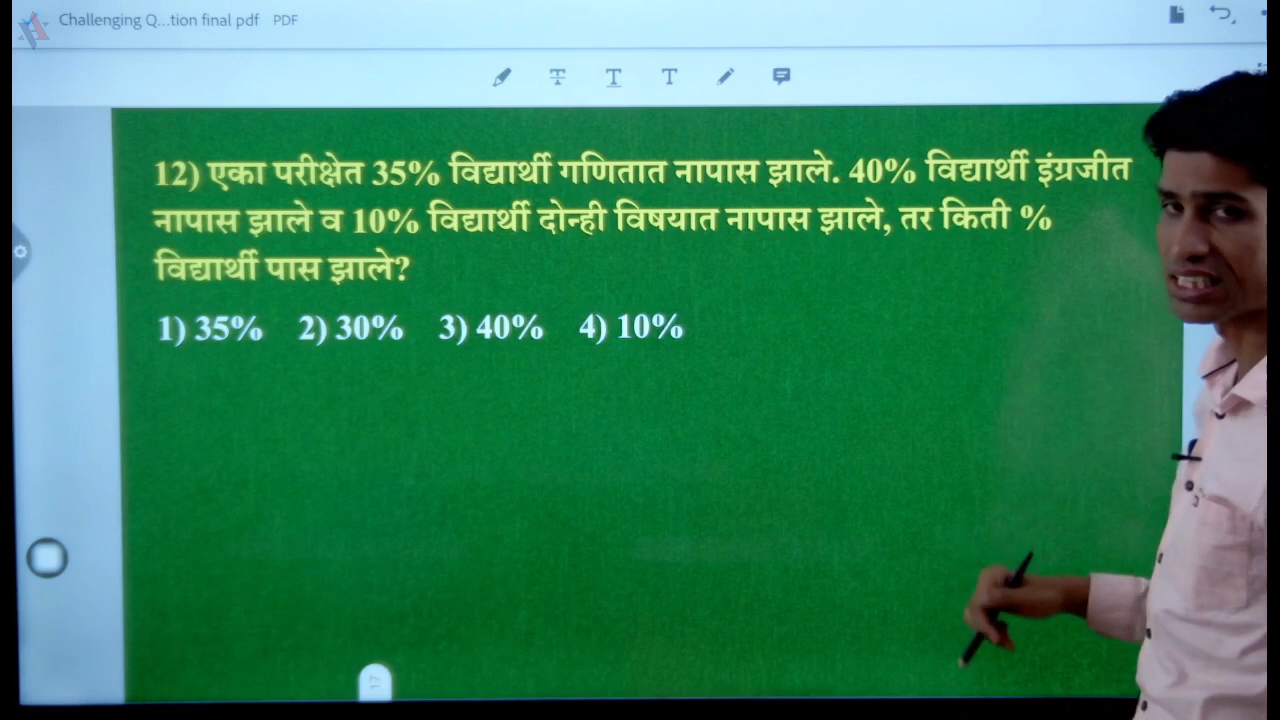 Challenging Q...tion final pdf PDF
12) एका परीक्षेत 35% विद्यार्थी गणितात नापास झाले. 40% विद्यार्थी इंग्रजीत
नापास झाले व 10% विद्यार्थी दोन्ही विषयात नापास झाले, तर किती %
विद्यार्थी पास झाले?
1) 35% 2) 30% 3) 40% 4) 10%
17